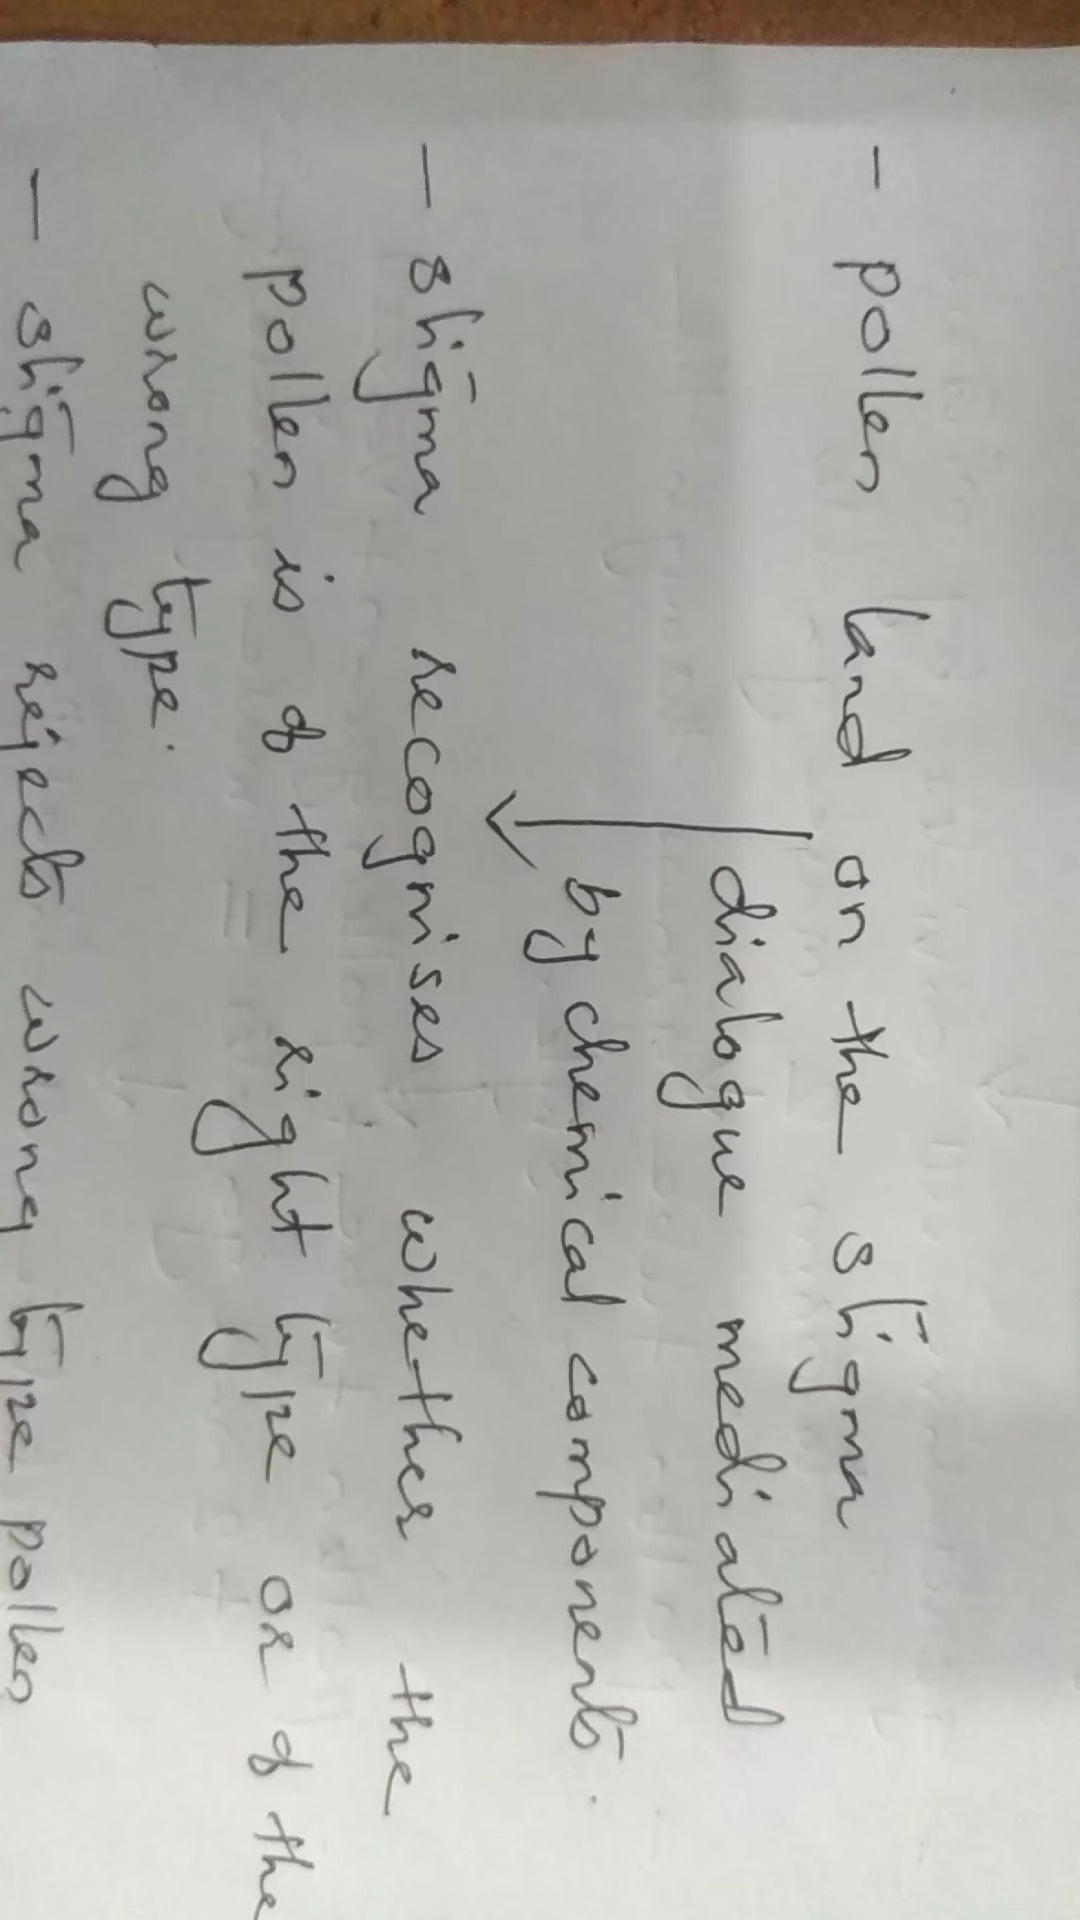 - pollen land on the stigma
dialogue mediated
by chemical components.
- stigma recognises whether the
pollen is of the right type or of the
wrong type.
- stigma rejects wrong type pollen